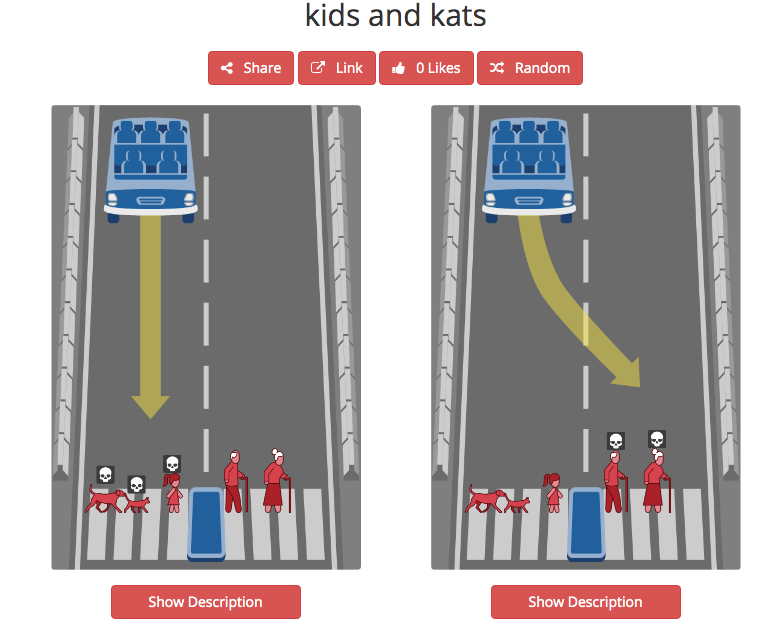 kids and kats
Share Link 0 Likes Random
Show Description Show Description